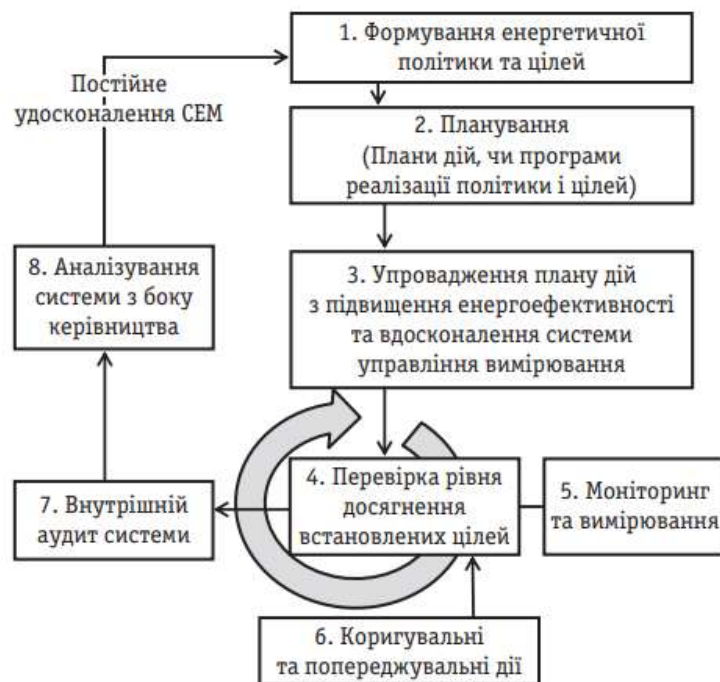 1. Формування енергетичної
політики та цілей
Постійне
удосконалення СЕМ
2. Планування
(Плани дій, чи програми
реалізації політики і цілей)
8. Аналізування
системи з боку
керівництва
3. Упровадження плану дій
з підвищення енергоефективності
та вдосконалення системи
управління вимірювання
4. Перевірка рівня
досягнення
встановлених цілей
5. Моніторинг
та вимірювання
7. Внутрішній
аудит системи
6. Коригувальні
та попереджувальні дії